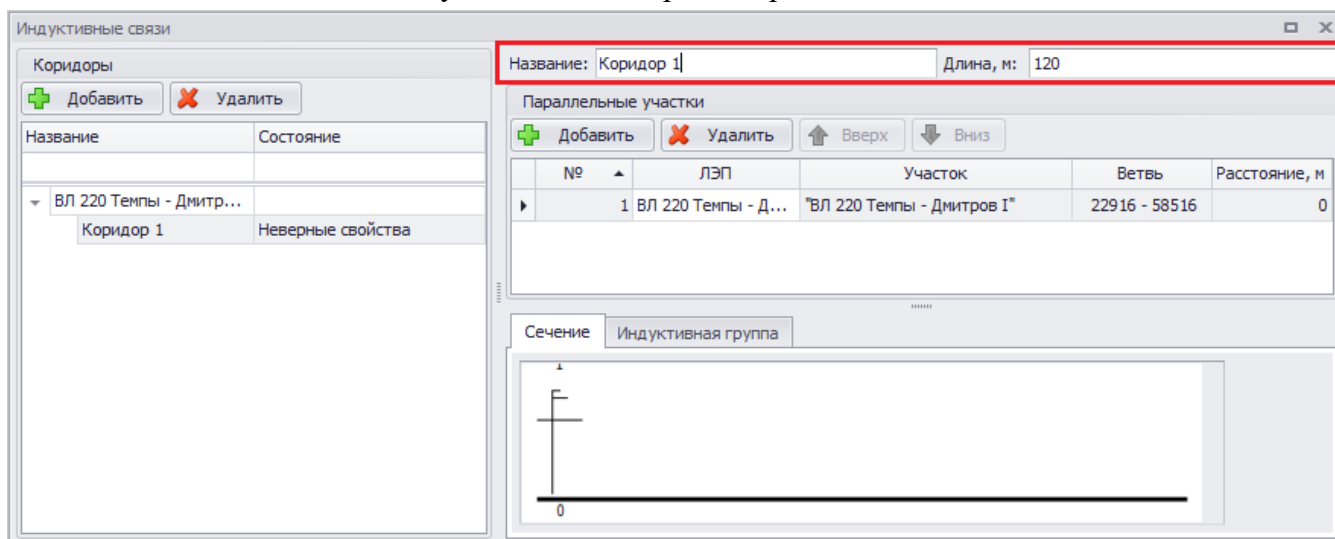 Индуктивные связи
Коридоры
Добавить Удалить
Название Состояние
ВЛ 220 Темпы - Дмитр...
Коридор 1 Неверные свойства
Название: Коридор 1 Длина, м: 120
Параллельные участки
Добавить Удалить Вверх Вниз
№ ЛЭП Участок Ветвь Расстояние, м
1 ВЛ 220 Темпы - Д... "ВЛ 220 Темпы - Дмитров I" 22916 - 58516 0
Сечение Индуктивная группа
1
0